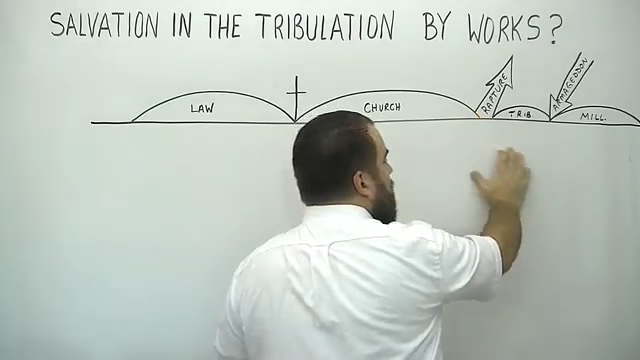 SALVATION IN THE TRIBULATION BY WORKS?
LAW CHURCH RAPTURE TRIB. ARMAGEDDON MILL.